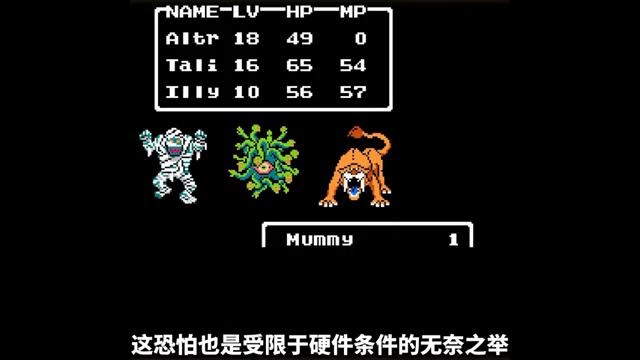 NAME LV HP MP
Altr 18 49 0
Tali 16 65 54
Illy 10 56 57
Mummy 1
这恐怕也是受限于硬件条件的无奈之举